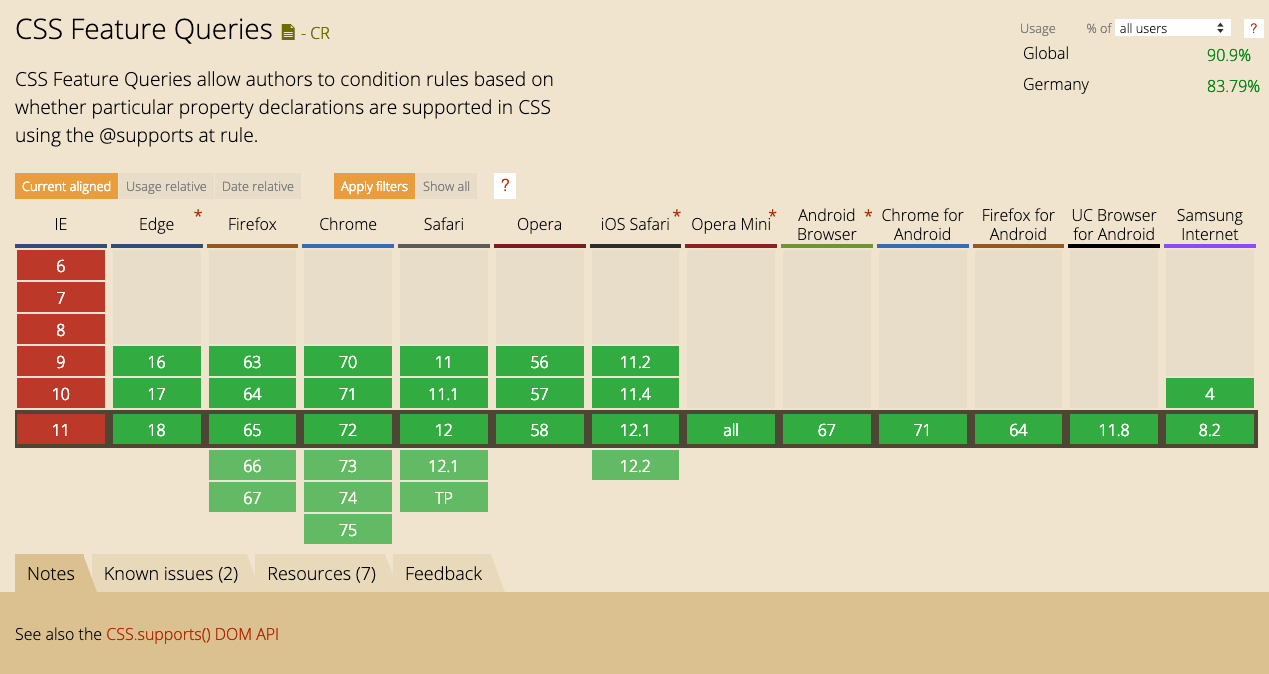 CSS Feature Queries - CR
Usage % of all users ?
Global 90.9%
Germany 83.79%
CSS Feature Queries allow authors to condition rules based on
whether particular property declarations are supported in CSS
using the @supports at rule.
Current aligned Usage relative Date relative Apply filters Show all ?
IE Edge * Firefox Chrome Safari Opera iOS Safari * Opera Mini * Android Browser * Chrome for Android Firefox for Android UC Browser for Android Samsung Internet
6
7
8
9 16 63 70 11 56 11.2
10 17 64 71 11.1 57 11.4 4
11 18 65 72 12 58 12.1 all 67 71 64 11.8 8.2
66 73 12.1 12.2
67 74 TP
75
Notes Known issues (2) Resources (7) Feedback
See also the CSS.supports() DOM API